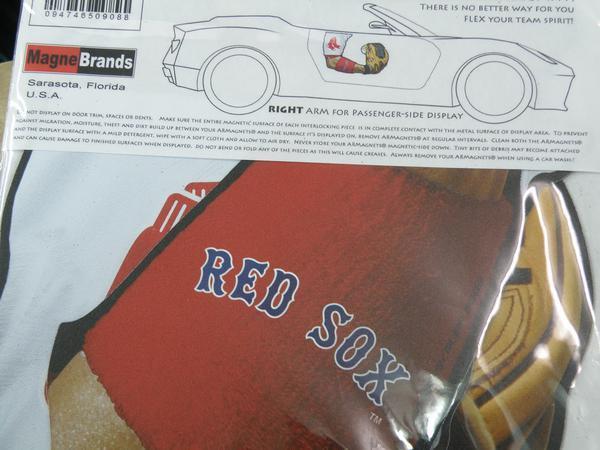 094746509088
THERE IS NO BETTER WAY FOR YOU
FLEX YOUR TEAM SPIRIT!
MagneBrands
Sarasota, Florida
U.S.A.
RIGHT ARM FOR PASSENGER-SIDE DISPLAY
NOT DISPLAY ON DOOR TRIM, SPACES OR DENTS. MAKE SURE THE ENTIRE MAGNETIC SURFACE OF EACH INTERLOCKING PIECE IS IN COMPLETE CONTACT WITH THE METAL SURFACE OF DISPLAY AREA. TO PREVENT
AGAINST MIGRATION, MOISTURE, THEFT AND DIRT BUILD UP BETWEEN YOUR ARMAGNETS® AND THE SURFACE IT'S DISPLAYED ON, REMOVE ARMAGNETS® AT REGULAR INTERVALS. CLEAN BOTH THE ARMAGNETS®
AND THE DISPLAY SURFACE WITH A MILD DETERGENT. WIPE WITH A SOFT CLOTH AND ALLOW TO AIR DRY. NEVER STORE YOUR ARMAGNETS® MAGNETIC-SIDE DOWN. TINY BITS OF DEBRIS MAY BECOME ATTACHED
AND CAN CAUSE DAMAGE TO FINISHED SURFACES WHEN DISPLAYED. DO NOT BEND OR FOLD ANY OF THE PIECES AS THIS WILL CAUSE CREASES. ALWAYS REMOVE YOUR ARMAGNETS® WHEN USING A CAR WASH!
RED SOX
TM